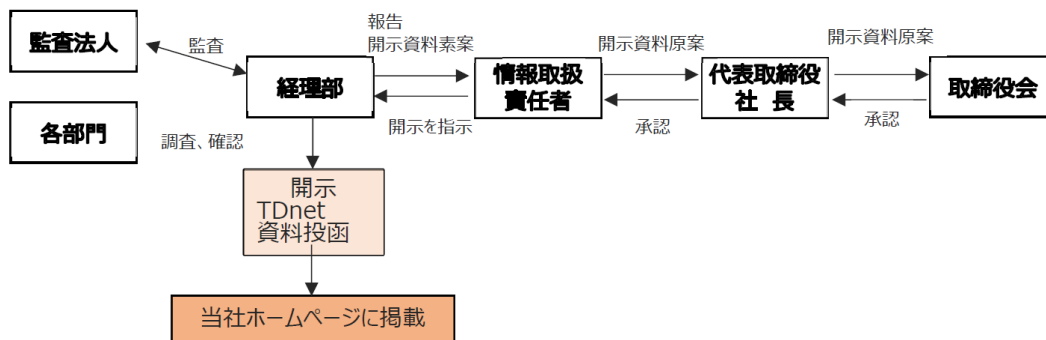 監査法人
監査
報告
開示資料素案
開示資料原案
開示資料原案
経理部
情報取扱
責任者
代表取締役
社 長
取締役会
各部門
調査、確認
開示を指示
承認
承認
開示
TDnet
資料投函
当社ホームページに掲載